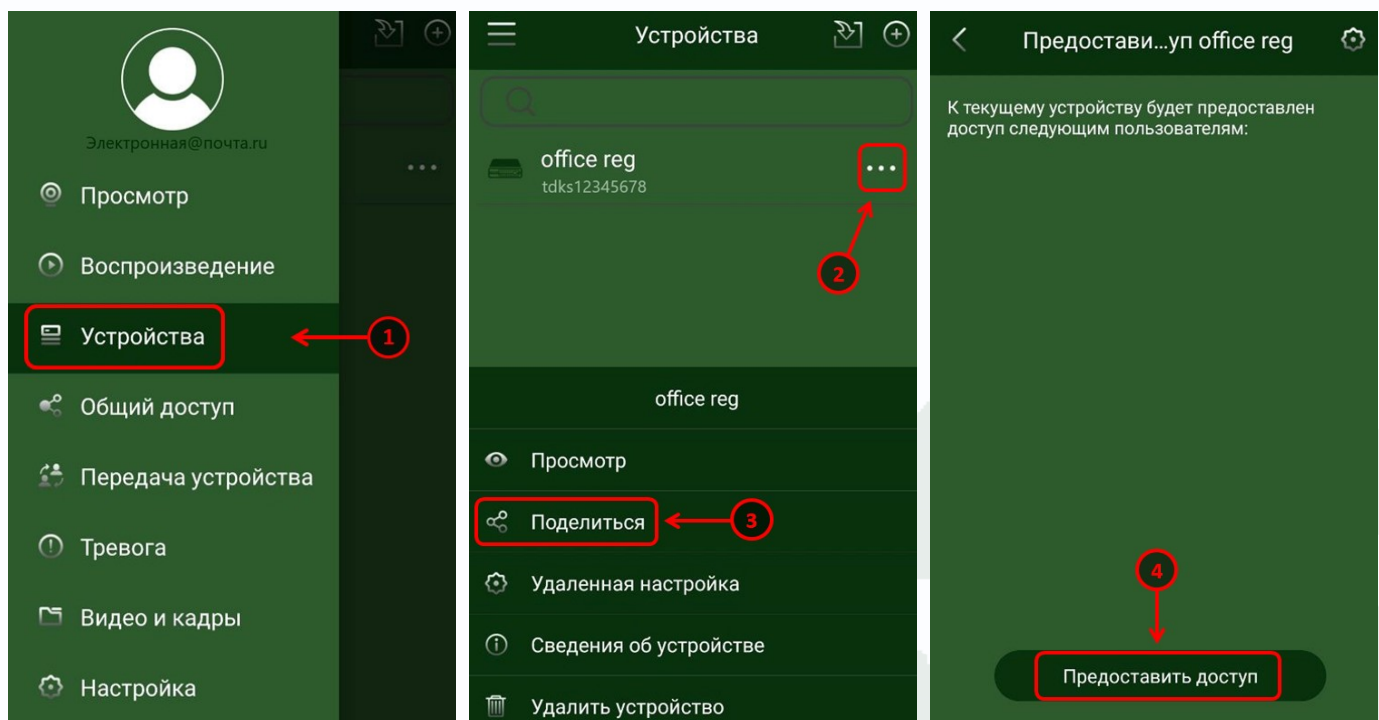 Электронная@почта.ru
Просмотр
Воспроизведение
Устройства
1
Общий доступ
Передача устройства
Тревога
Видео и кадры
Настройка
Устройства
office reg
tdks12345678
2
office reg
Просмотр
Поделиться
3
Удаленная настройка
Сведения об устройстве
Удалить устройство
Предостави...уп office reg
К текущему устройству будет предоставлен
доступ следующим пользователям:
4
Предоставить доступ